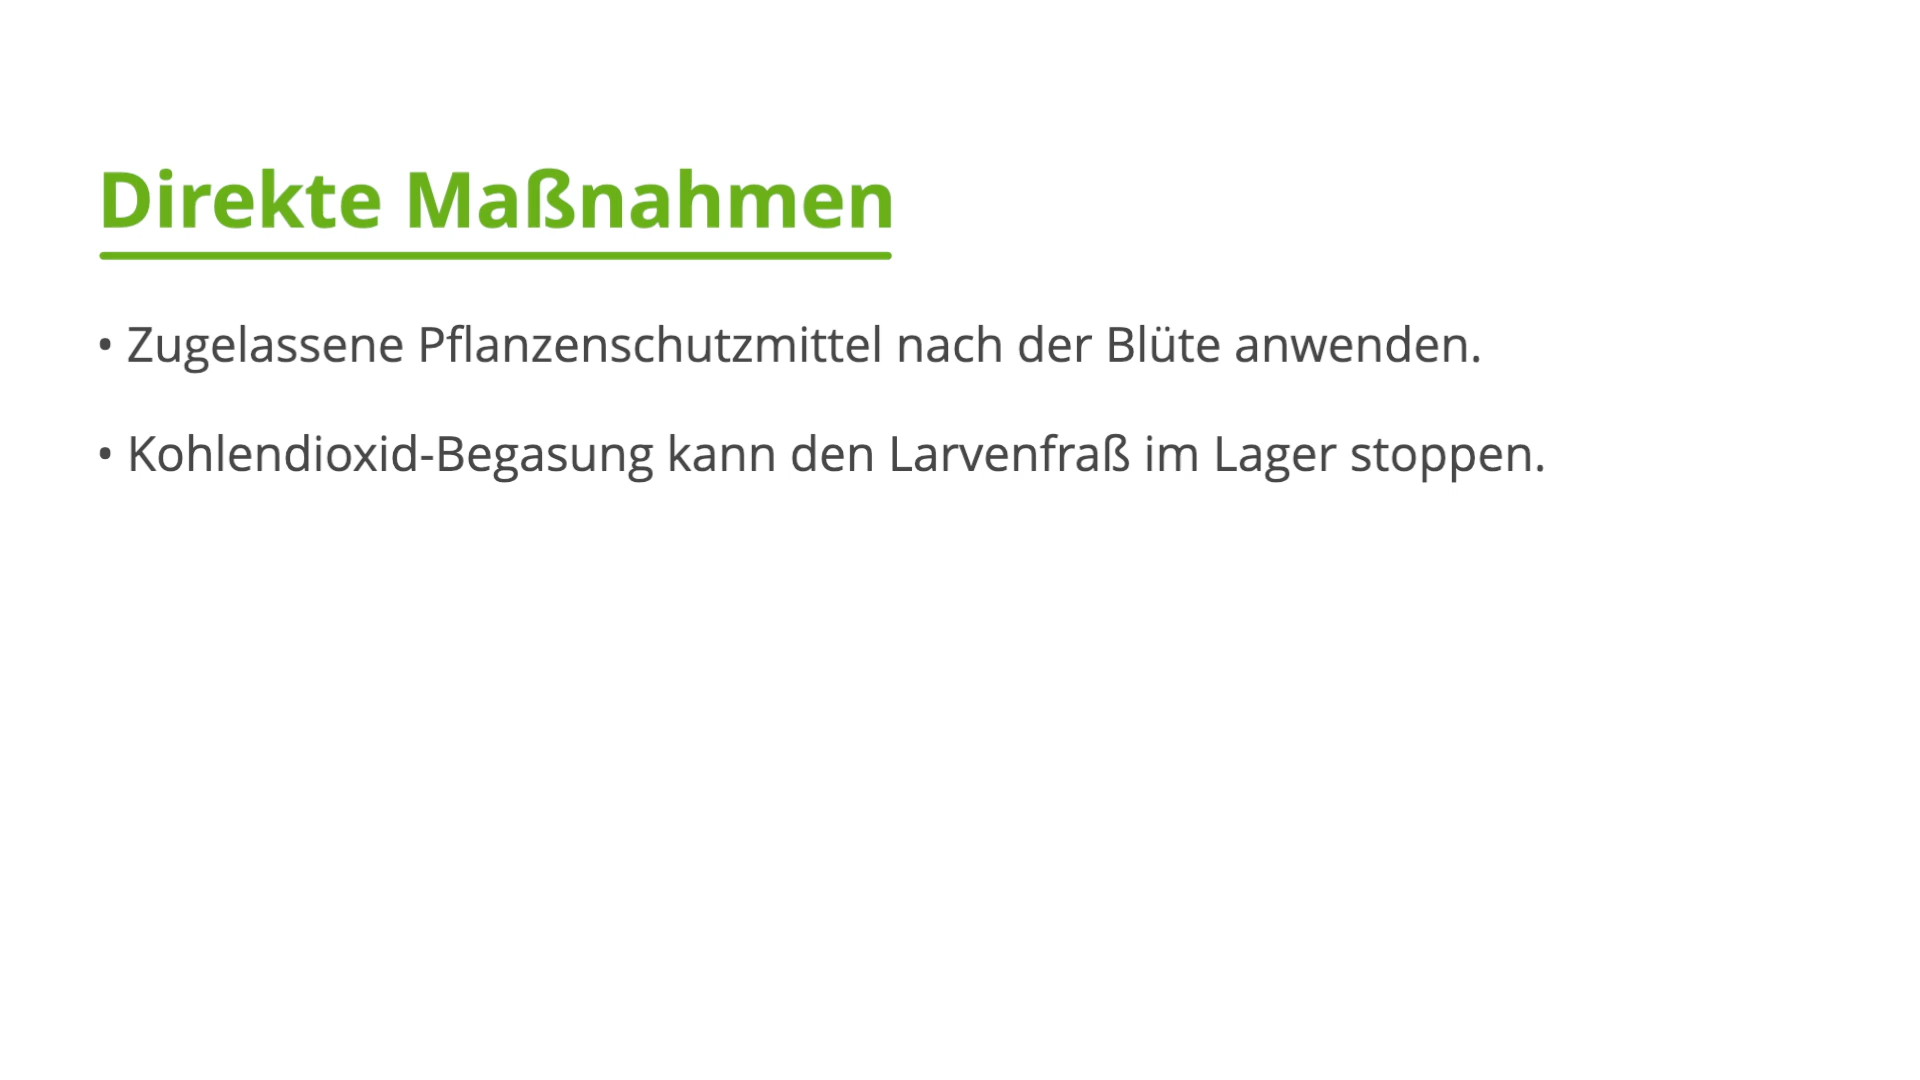 Direkte Maßnahmen
• Zugelassene Pflanzenschutzmittel nach der Blüte anwenden.
• Kohlendioxid-Begasung kann den Larvenfraß im Lager stoppen.